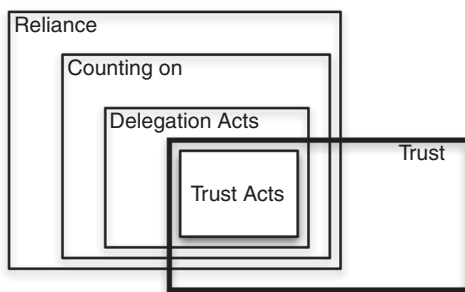 Reliance
Counting on
Delegation Acts
Trust
Trust Acts